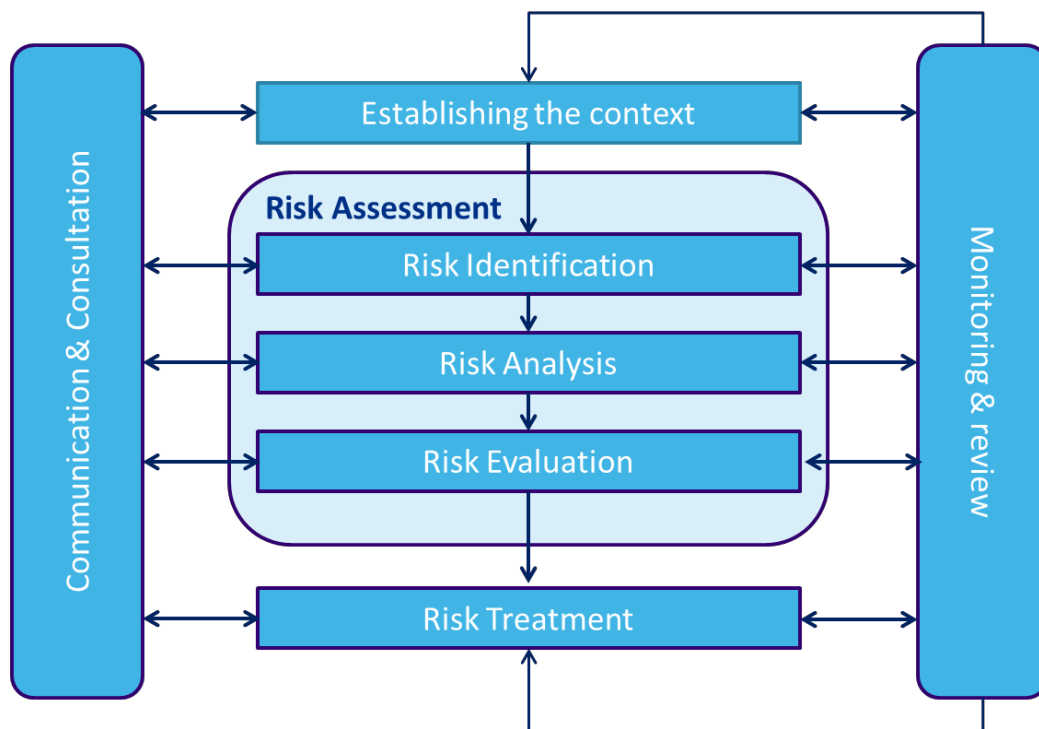 Communication & Consultation
Establishing the context
Risk Assessment
Risk Identification
Risk Analysis
Risk Evaluation
Risk Treatment
Monitoring & review